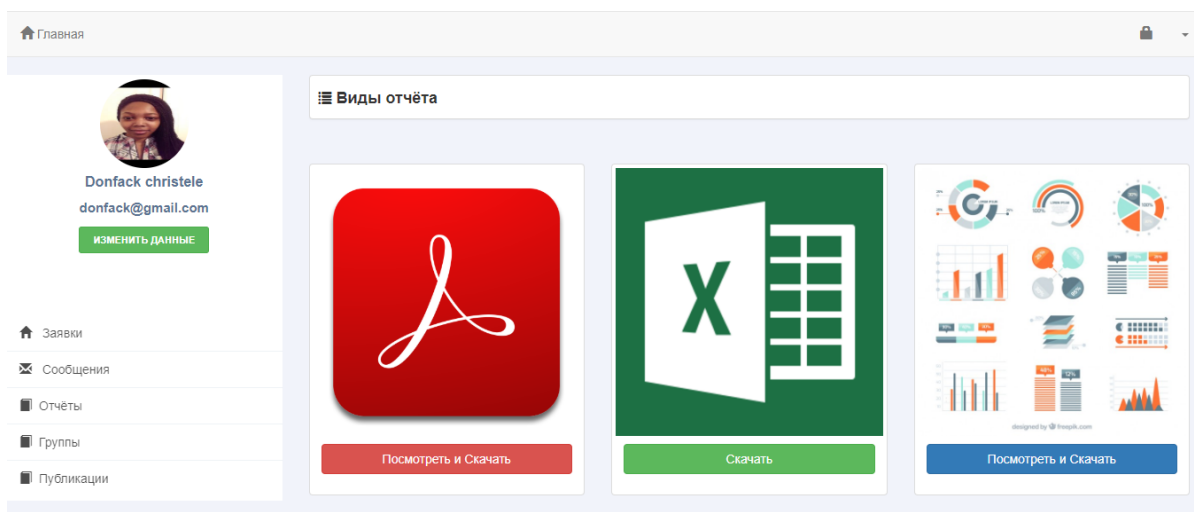 Главная
Donfack christele
donfack@gmail.com
ИЗМЕНИТЬ ДАННЫЕ
Заявки
Сообщения
Отчёты
Группы
Публикации
Виды отчёта
Посмотреть и Скачать
X
Скачать
designed by freepik.com
Посмотреть и Скачать